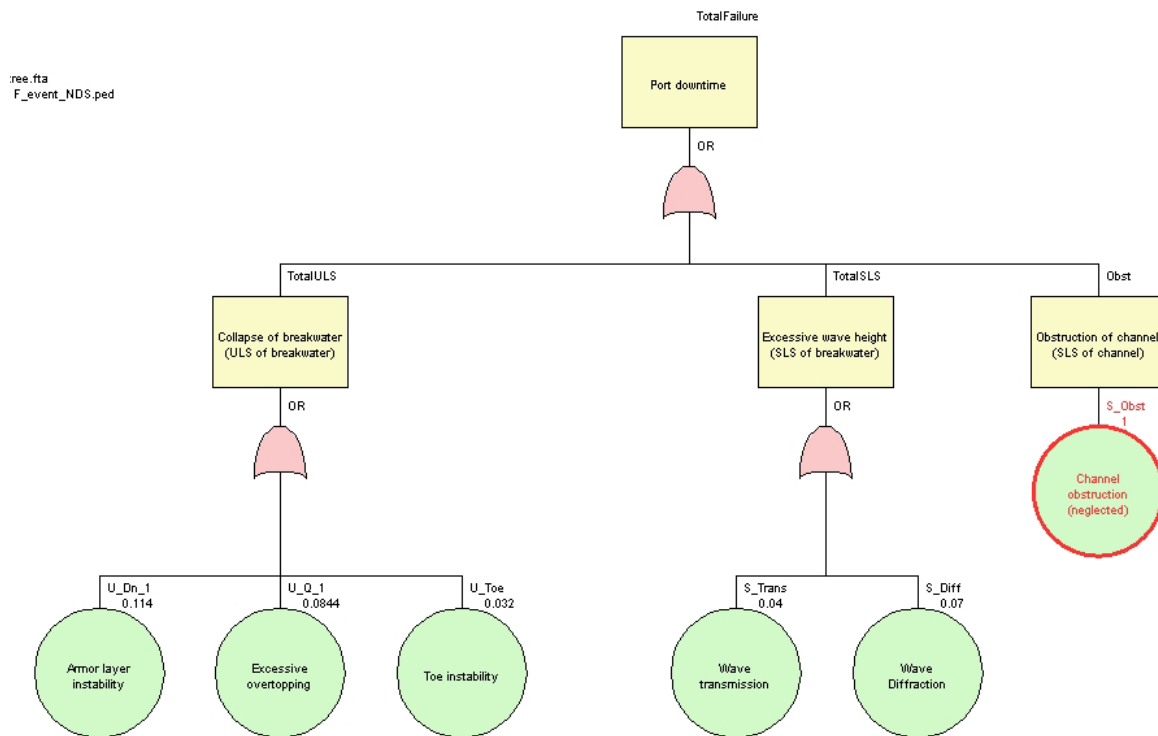 TotalFailure
Port downtime
:ree.fta
F_event_NDS.ped
OR
TotalULS
TotalSLS
Obst
Collapse of breakwater
(ULS of breakwater)
Excessive wave height
(SLS of breakwater)
Obstruction of channel
(SLS of channel)
OR
OR
S_Obst
1
Channel
obstruction
(neglected)
U_Dn_1
0.114
U_Q_1
0.0844
U_Toe
0.032
S_Trans
0.04
S_Diff
0.07
Armor layer
instability
Excessive
overtopping
Toe instability
Wave
transmission
Wave
Diffraction